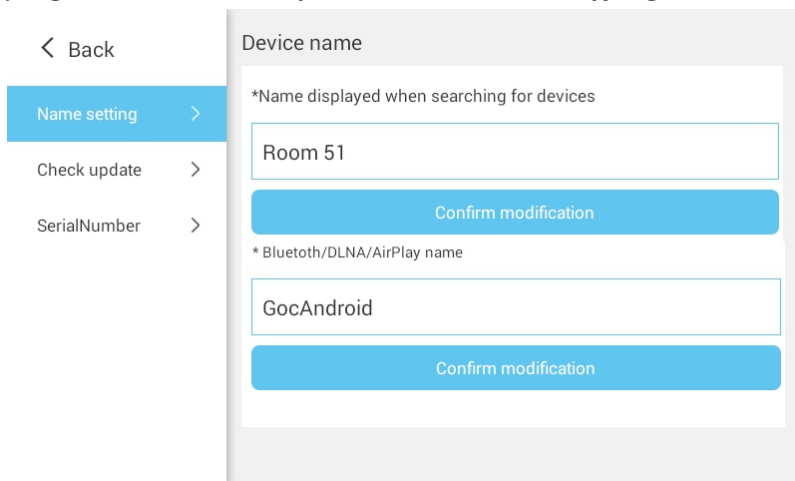 Back
Name setting
Check update
SerialNumber
Device name
*Name displayed when searching for devices
Room 51
Confirm modification
* Bluetoth/DLNA/AirPlay name
GocAndroid
Confirm modification